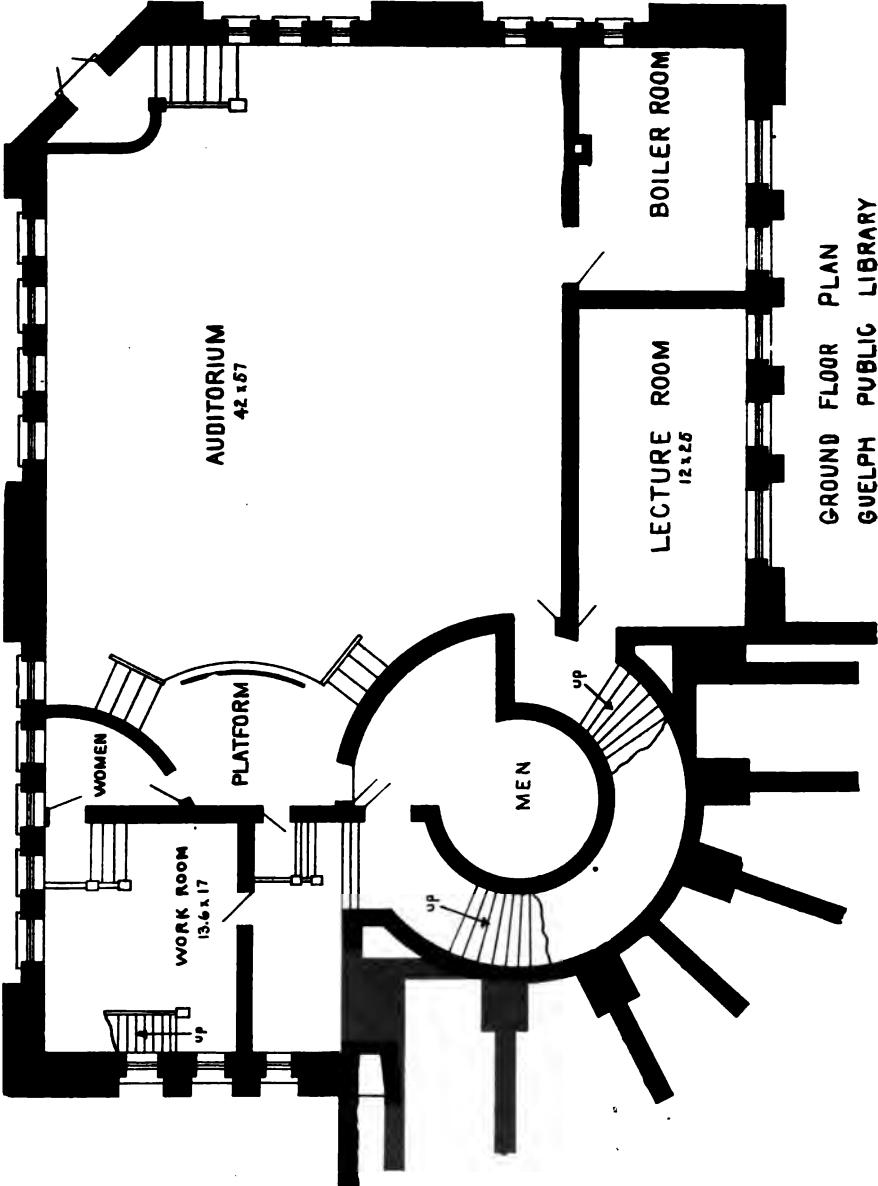 AUDITORIUM
42 x 57
BOILER ROOM
LECTURE ROOM
12 x 25
PLATFORM
WOMEN
MEN
WORK ROOM
13.6 x 17
UP
UP
UP
GROUND FLOOR PLAN
GUELPH PUBLIC LIBRARY